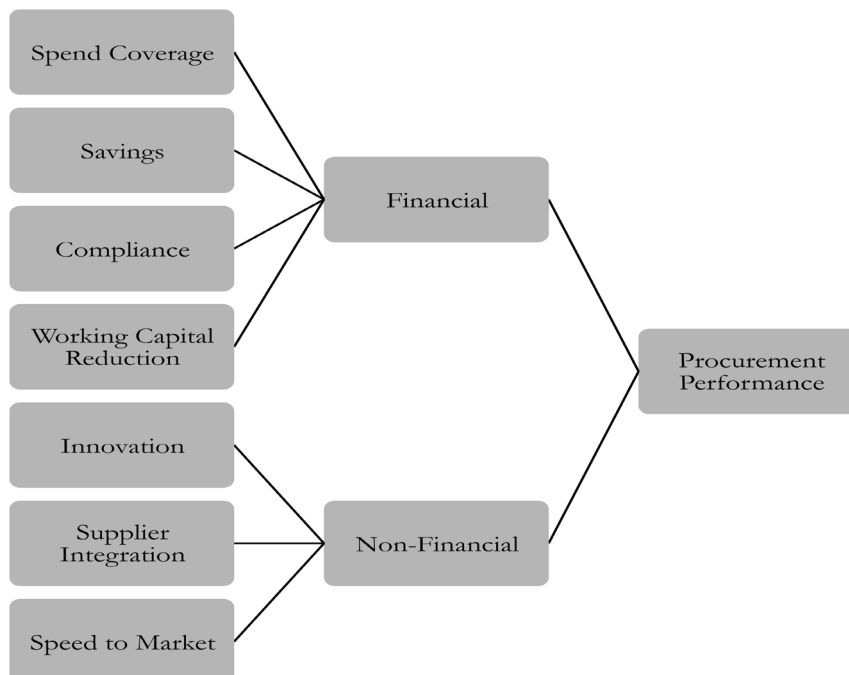 Spend Coverage
Savings
Compliance
Working Capital
Reduction
Innovation
Supplier
Integration
Speed to Market
Financial
Non-Financial
Procurement
Performance